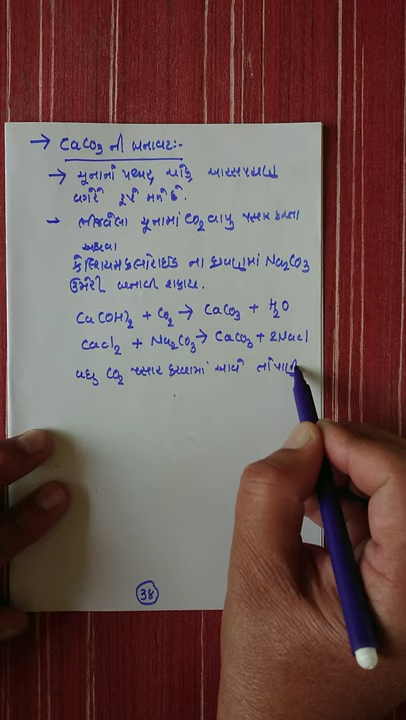 → CaCO3 ની બનાવટ:-
→ ચૂનાનાં પથ્થર, ચોક, આરસપહાણ
વગેરે રૂપે મળે છે.
→ ભીંજવેલા ચૂનામાં CO2 વાયુ પસાર કરતા
અથવા
કેલ્શિયમક્લોરાઇડ ના દ્રાવણમાં Na2CO3
ઉમેરી બનાવી શકાય.
Ca(OH)2 + CO2 → CaCO3 + H2O
CaCl2 + Na2CO3 → CaCO3 + 2NaCl
વધુ CO2 પસાર કરવામાં આવે તો
38